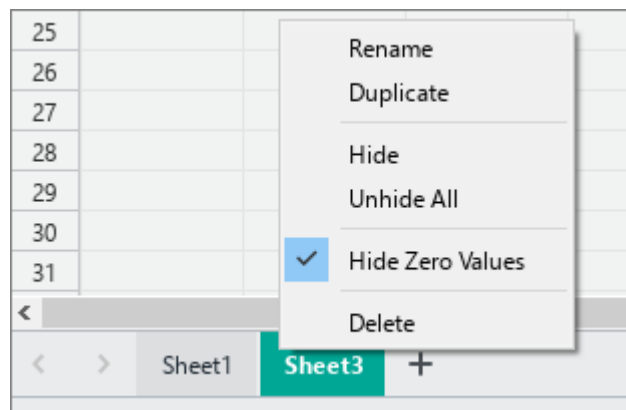 25
26
27
28
29
30
31
Rename
Duplicate
Hide
Unhide All
Hide Zero Values
Delete
Sheet1 Sheet3 +